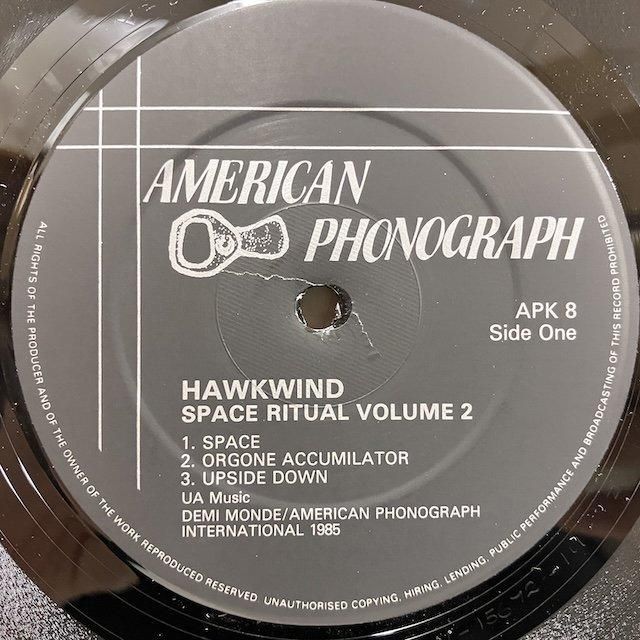 AMERICAN
PHONOGRAPH
APK 8
Side One
HAWKWIND
SPACE RITUAL VOLUME 2
1. SPACE
2. ORGONE ACCUMILATOR
3. UPSIDE DOWN
UA Music
DEMI MONDE/AMERICAN PHONOGRAPH
INTERNATIONAL 1985
ALL RIGHTS OF THE PRODUCER AND OF THE OWNER OF THE WORK REPRODUCED RESERVED UNAUTHORISED COPYING, HIRING, LENDING, PUBLIC PERFORMANCE AND BROADCASTING OF THIS RECORD PROHIBITED